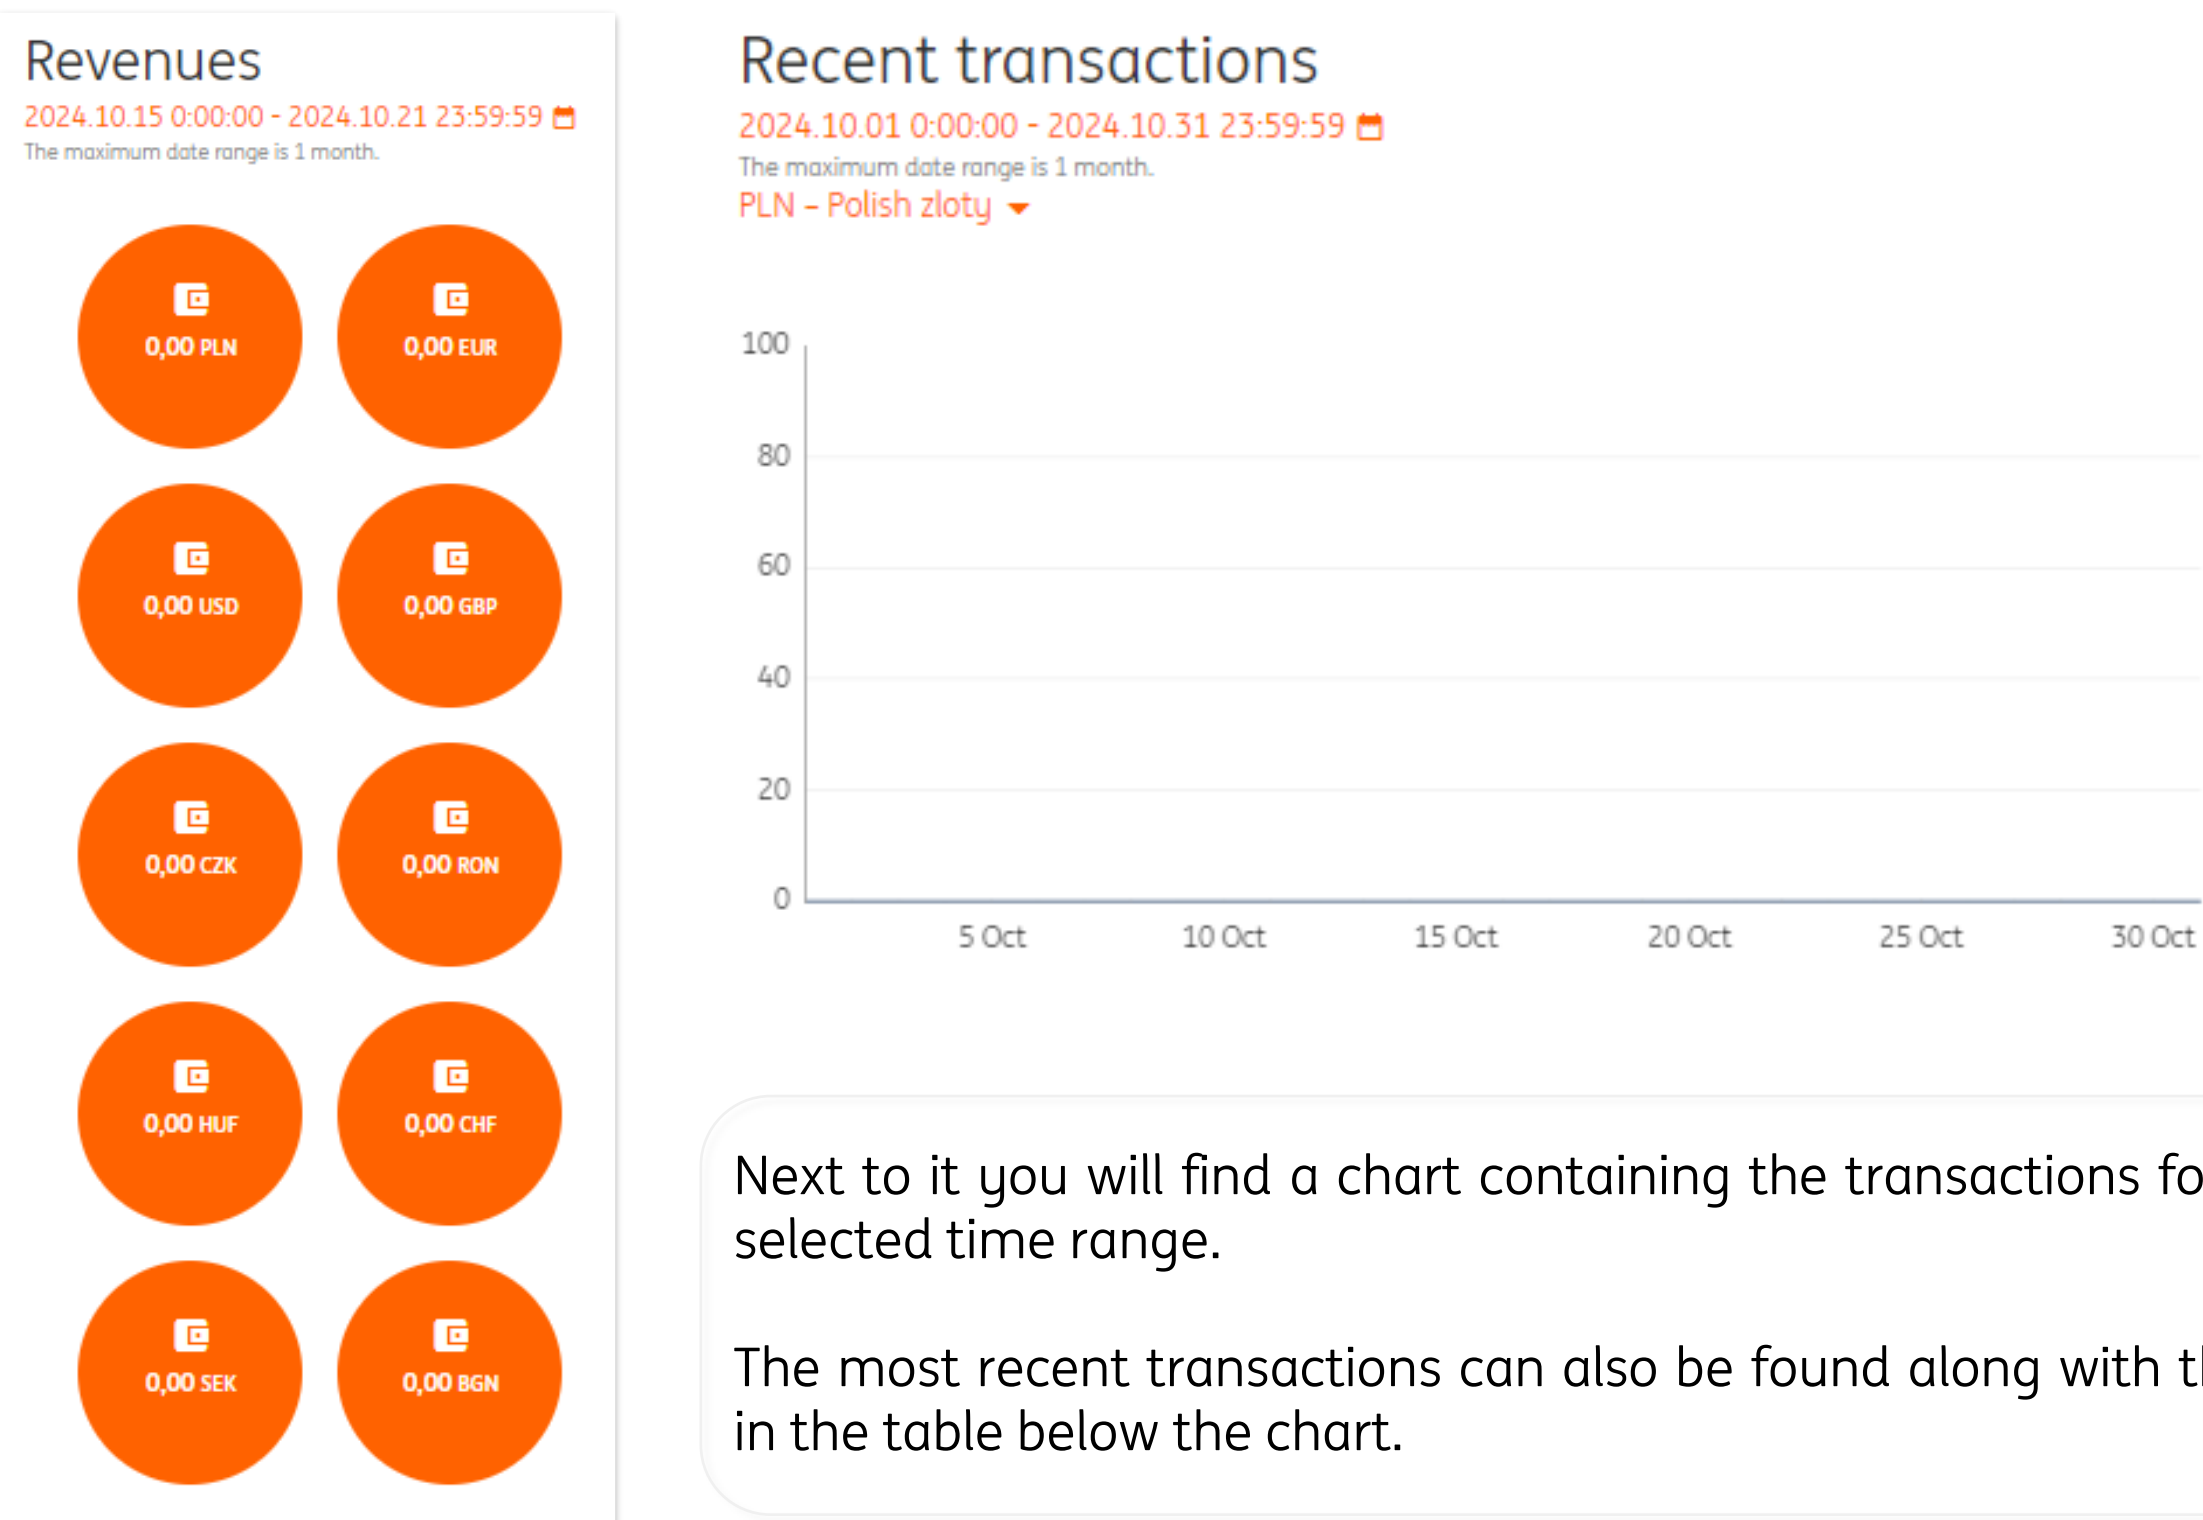 Revenues
2024.10.15 0:00:00 - 2024.10.21 23:59:59
The maximum date range is 1 month.
0,00 PLN
0,00 EUR
0,00 USD
0,00 GBP
0,00 CZK
0,00 RON
0,00 HUF
0,00 CHF
0,00 SEK
0,00 BGN
Recent transactions
2024.10.01 0:00:00 - 2024.10.31 23:59:59
The maximum date range is 1 month.
PLN – Polish zloty
100
80
60
40
20
0
5 Oct
10 Oct
15 Oct
20 Oct
25 Oct
30 Oct
Next to it you will find a chart containing the transactions
selected time range.
The most recent transactions can also be found along with
in the table below the chart.